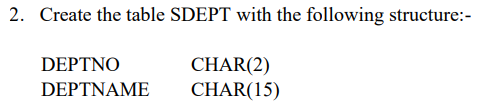 2. Create the table SDEPT with the following structure:-
DEPTNO CHAR(2)
DEPTNAME CHAR(15)